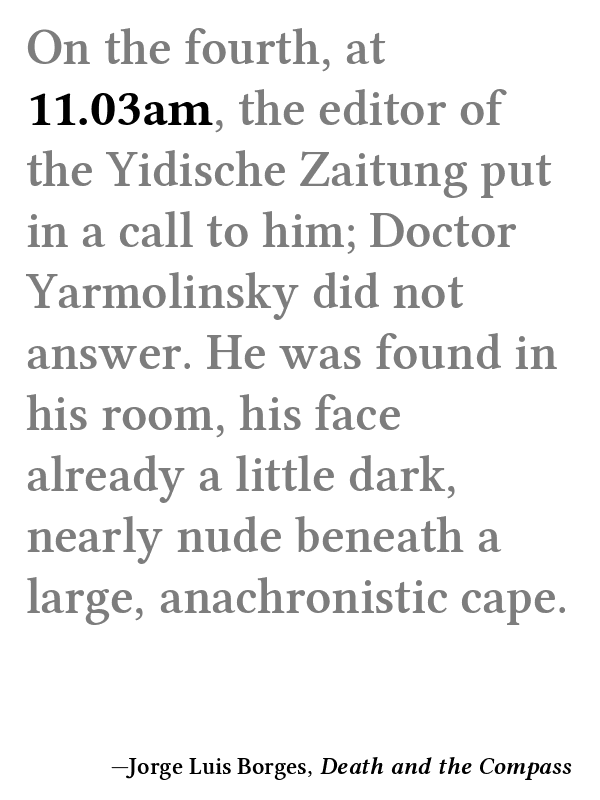 On the fourth, at
11.03am, the editor of
the Yidische Zaitung put
in a call to him; Doctor
Yarmolinsky did not
answer. He was found in
his room, his face
already a little dark,
nearly nude beneath a
large, anachronistic cape.
—Jorge Luis Borges, Death and the Compass